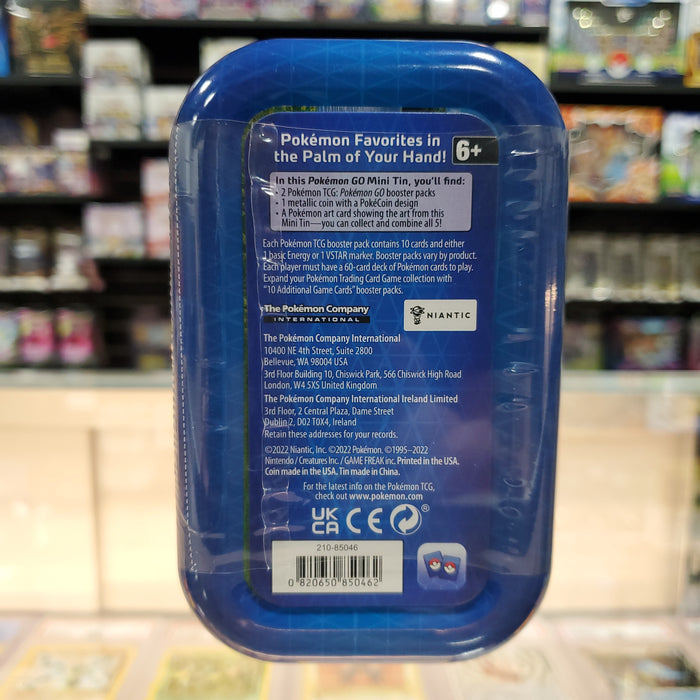 Pokémon Favorites in
the Palm of Your Hand!
6+
In this Pokémon GO Mini Tin, you'll find:
• 2 Pokémon TCG: Pokémon GO booster packs
• 1 metallic coin with a PokéCoin design
• A Pokémon art card showing the art from this
Mini Tin—you can collect and combine all 5!
Each Pokémon TCG booster pack contains 10 cards and either
1 basic Energy or 1 VSTAR marker. Booster packs vary by product.
Each player must have a 60-card deck of Pokémon cards to play.
Expand your Pokémon Trading Card Game collection with
"10 Additional Game Cards" booster packs.
The Pokémon Company
INTERNATIONAL
NIANTIC
The Pokémon Company International
10400 NE 4th Street, Suite 2800
Bellevue, WA 98004 USA
3rd Floor Building 10, Chiswick Park, 566 Chiswick High Road
London, W4 5XS United Kingdom
The Pokémon Company International Ireland Limited
3rd Floor, 2 Central Plaza, Dame Street
Dublin 2, D02 T0X4, Ireland
Retain these addresses for your records.
©2022 Niantic, Inc. ©2022 Pokémon. ©1995–2022
Nintendo / Creatures Inc. / GAME FREAK inc. Printed in the USA.
Coin made in the USA. Tin made in China.
For the latest info on the Pokémon TCG,
check out www.pokemon.com
UK
CA CE ®
210-85046
0 820650 850462